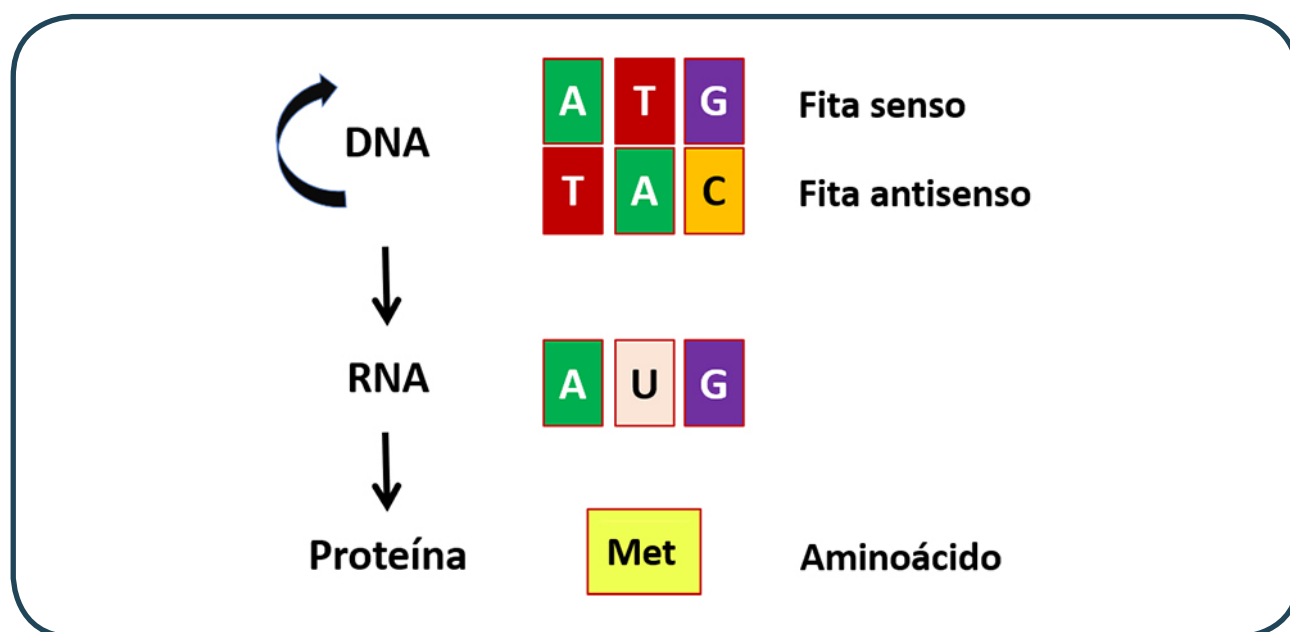 A T G Fita senso
DNA
T A C Fita antisenso
RNA A U G
Proteína Met Aminoácido